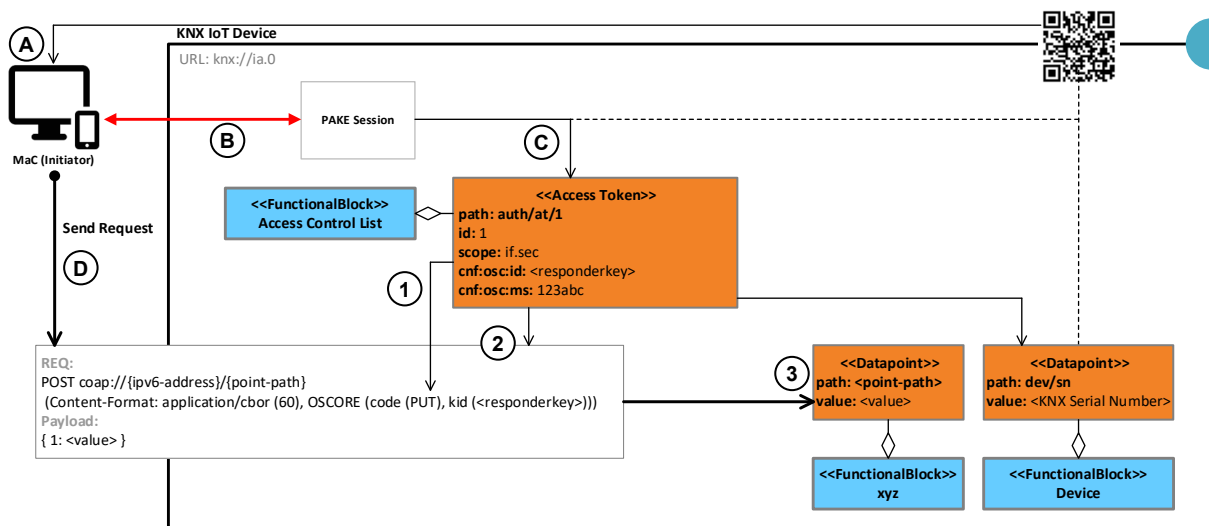 A
KNX IoT Device
URL: knx://ia.0
PAKE Session
B
C
MaC (Initiator)
<<FunctionalBlock>>
Access Control List
<<Access Token>>
path: auth/at/1
id: 1
scope: if.sec
cnf:osc:id: <responderkey>
cnf:osc:ms: 123abc
Send Request
D
1
2
REQ:
POST coap://{ipv6-address}/{point-path}
(Content-Format: application/cbor (60), OSCORE (code (PUT), kid (<responderkey>)))
Payload:
{ 1: <value> }
3
<<Datapoint>>
path: <point-path>
value: <value>
<<Datapoint>>
path: dev/sn
value: <KNX Serial Number>
<<FunctionalBlock>>
xyz
<<FunctionalBlock>>
Device